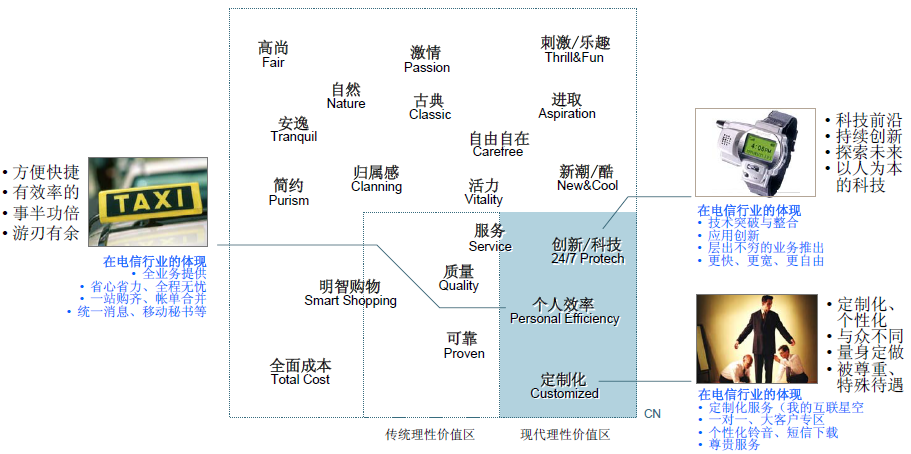 高尚
Fair
激情
Passion
刺激/乐趣
Thrill&Fun
自然
Nature
古典
Classic
进取
Aspiration
安逸
Tranquil
自由自在
Carefree
简约
Purism
归属感
Clanning
活力
Vitality
新潮/酷
New&Cool
服务
Service
创新/科技
24/7 Protech
明智购物
Smart Shopping
质量
Quality
个人效率
Personal Efficiency
可靠
Proven
全面成本
Total Cost
定制化
Customized
CN
传统理性价值区
现代理性价值区
• 方便快捷
• 有效率的
• 事半功倍
• 游刃有余
TAXI
在电信行业的体现
• 全业务提供
• 省心省力、全程无忧
• 一站购齐、帐单合并
• 统一消息、移动秘书等
4:08PM
• 科技前沿
• 持续创新
• 探索未来
• 以人为本
的科技
在电信行业的体现
• 技术突破与整合
• 应用创新
• 层出不穷的业务推出
• 更快、更宽、更自由
• 定制化、
个性化
• 与众不同
• 量身定做
• 被尊重、
特殊待遇
在电信行业的体现
• 定制化服务（我的互联星空
• 一对一、大客户专区
• 个性化铃音、短信下载
• 尊贵服务